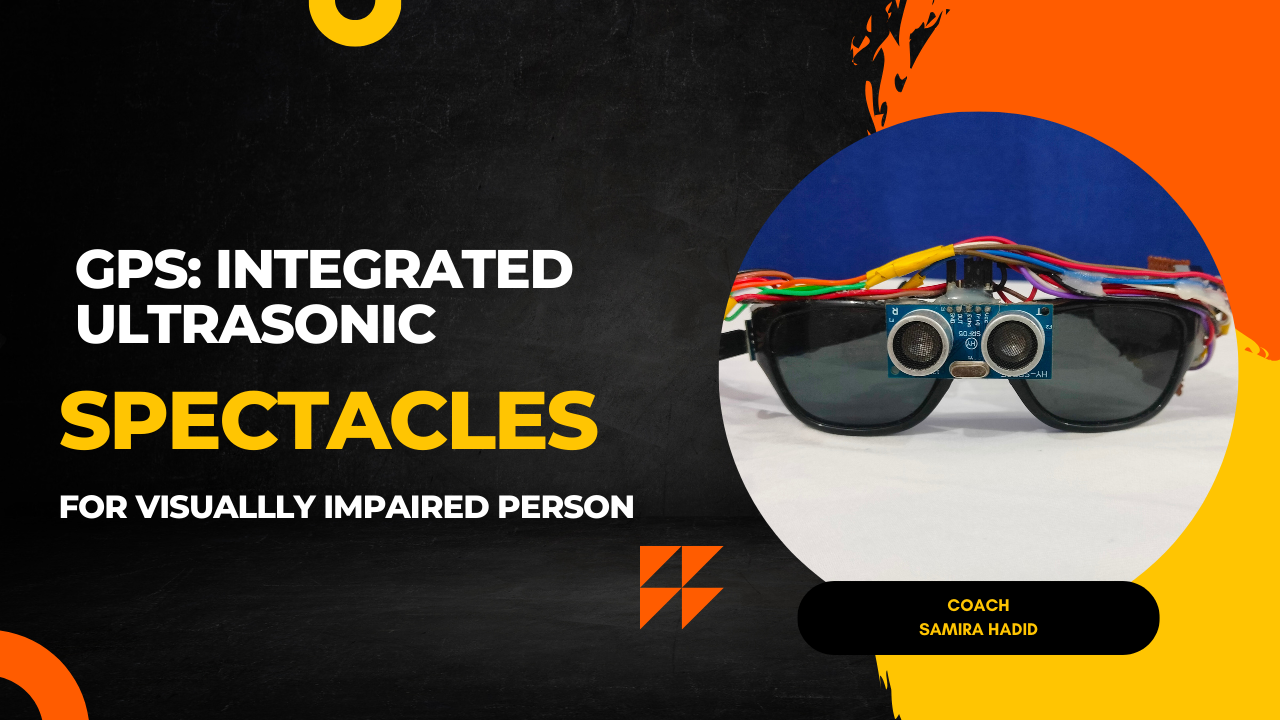 GPS: INTEGRATED
ULTRASONIC
SPECTACLES
FOR VISUALLLY IMPAIRED PERSON
COACH
SAMIRA HADID